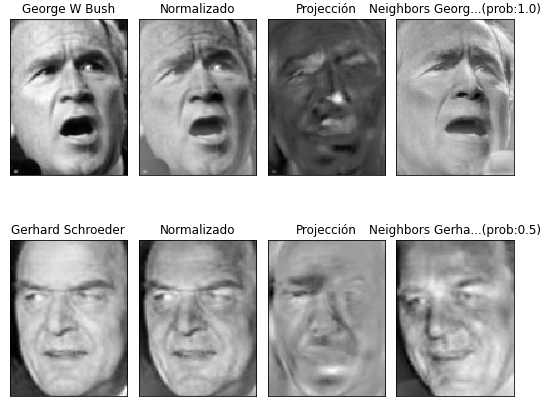 George W Bush
Normalizado
Projección
Neighbors Georg...(prob:1.0)
Gerhard Schroeder
Normalizado
Projección
Neighbors Gerha...(prob:0.5)